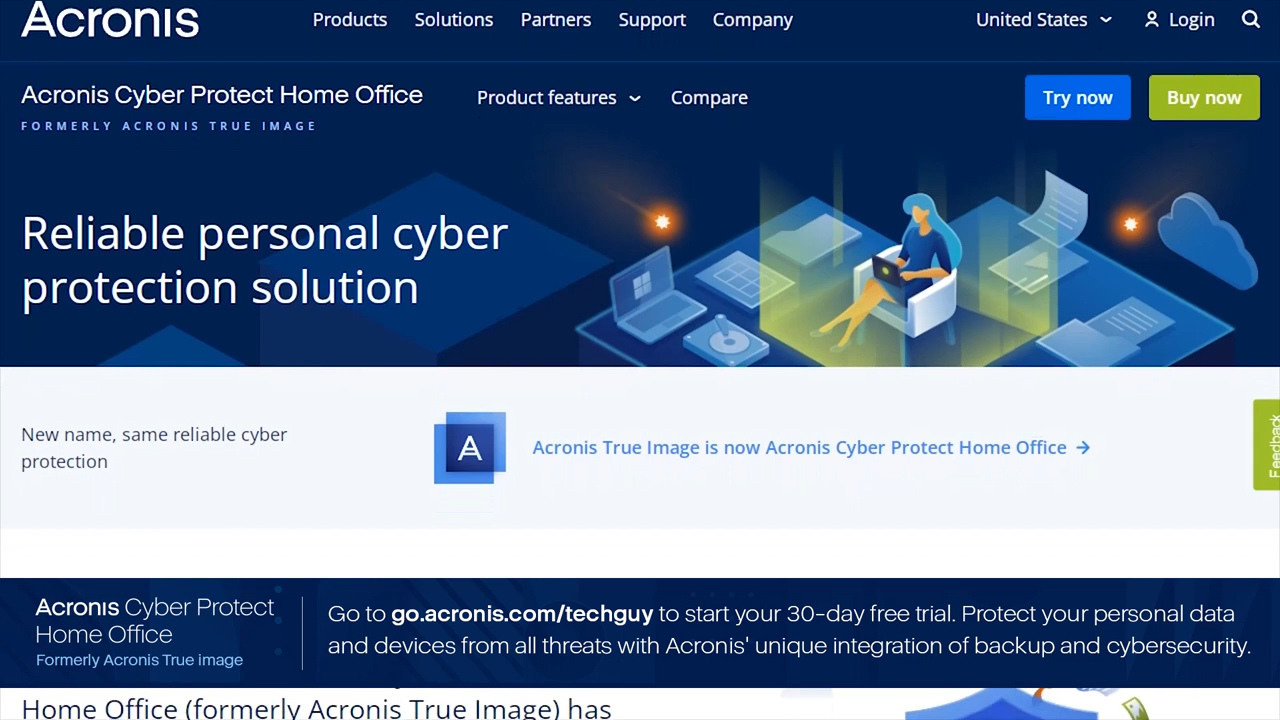 Acronis
Products Solutions Partners Support Company
United States Login
Acronis Cyber Protect Home Office
FORMERLY ACRONIS TRUE IMAGE
Product features Compare
Try now Buy now
Reliable personal cyber
protection solution
New name, same reliable cyber
protection
A
Acronis True Image is now Acronis Cyber Protect Home Office →
Feedback
Acronis Cyber Protect
Home Office
Formerly Acronis True image
Go to go.acronis.com/techguy to start your 30-day free trial. Protect your personal data
and devices from all threats with Acronis' unique integration of backup and cybersecurity.
Home Office (formerly Acronis True Image) has